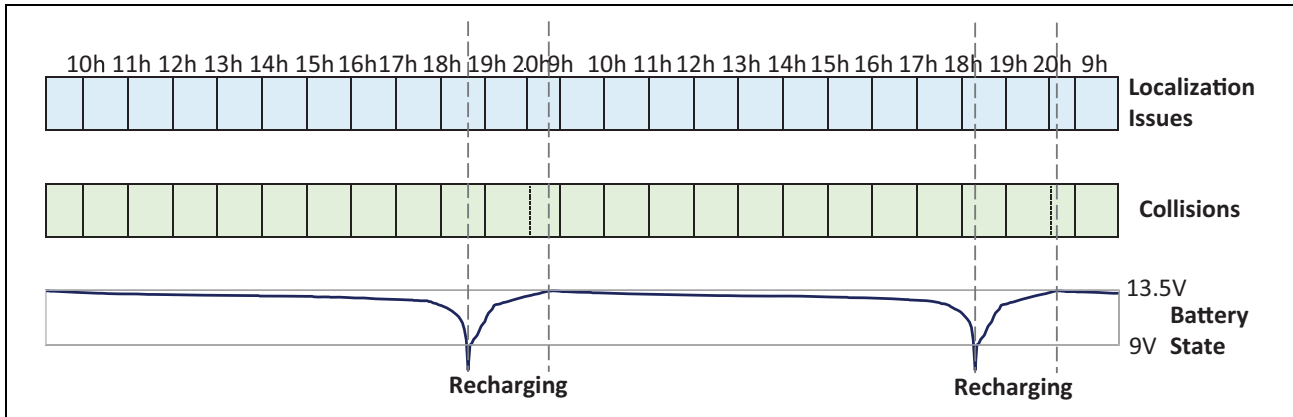 10h 11h 12h 13h 14h 15h 16h 17h 18h 19h 20h 9h 10h 11h 12h 13h 14h 15h 16h 17h 18h 19h 20h 9h
Localization
Issues
Collisions
13.5V
Battery
9V State
Recharging Recharging